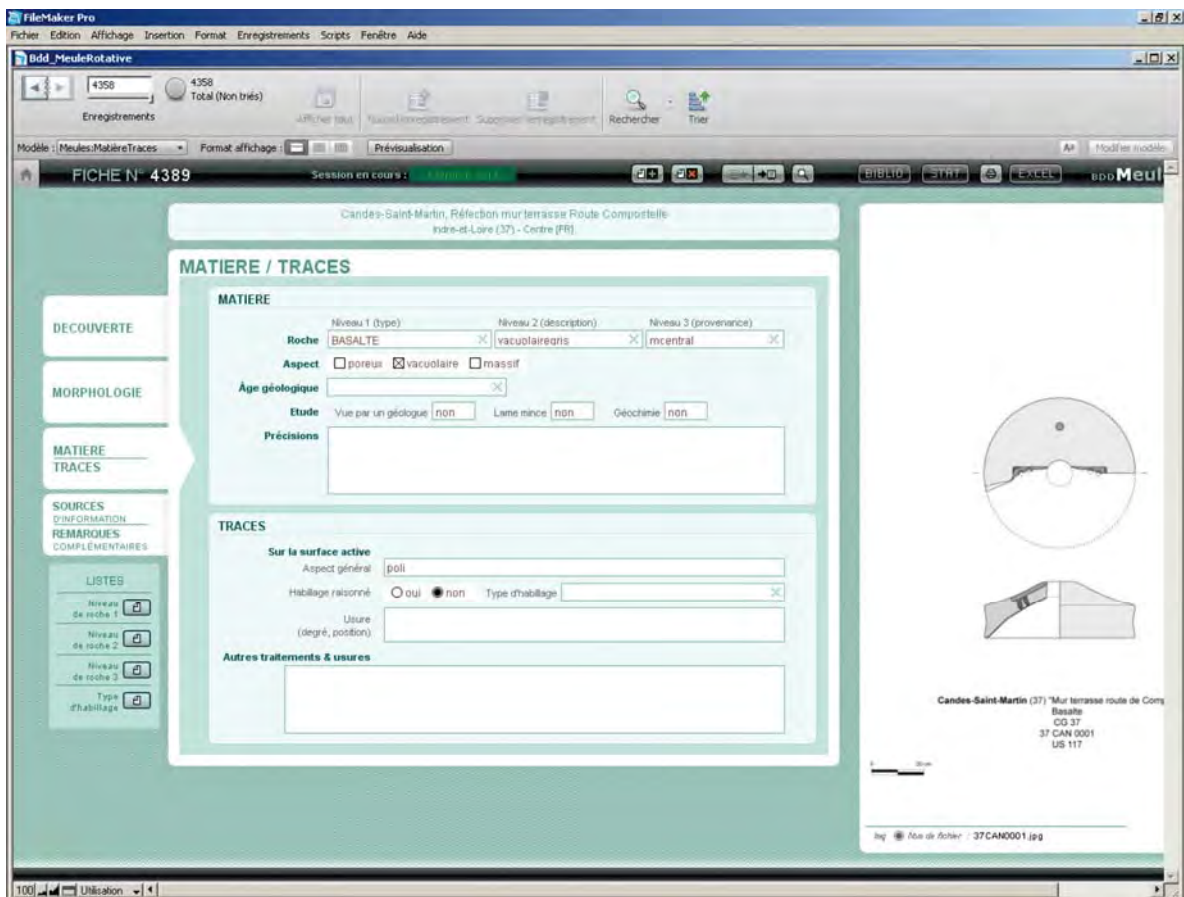 FileMaker Pro
Fichier Edition Affichage Insertion Format Enregistrements Scripts Fenêtre Aide
Bdd_MeuleRotative
4358
4358
Total (Non triés)
Enregistrements
Afficher tout Nouvel enregistrement Supprimer enregistrement Rechercher Trier
Modèle : Meules:MatièreTraces Format affichage : Prévisualisation Modifier modèle
FICHE N° 4389 Session en cours : BIBLIO STAT EXCEL BDD Meul
Candes-Saint-Martin, Réfection mur terrasse Route Compostelle
Indre-et-Loire (37) - Centre [FR]
MATIERE / TRACES
MATIERE
Niveau 1 (type) Niveau 2 (description) Niveau 3 (provenance)
Roche BASALTE vacuolairegris mcentral
Aspect poreux vacuolaire massif
Âge géologique
Etude Vue par un géologue non Lame mince non Géochimie non
Précisions
TRACES
Sur la surface active
Aspect général poli
Habillage raisonné oui non Type d'habillage
Usure
(degré, position)
Autres traitements & usures
DECOUVERTE
MORPHOLOGIE
MATIERE
TRACES
SOURCES
D'INFORMATION
REMARQUES
COMPLÉMENTAIRES
LISTES
Niveau
de roche 1
Niveau
de roche 2
Niveau
de roche 3
Type
d'habillage
Candes-Saint-Martin (37) "Mur terrasse route de Comp
Basalte
CG 37
37 CAN 0001
US 117
img Nom de fichier : 37CAN0001.jpg
100 Utilisation